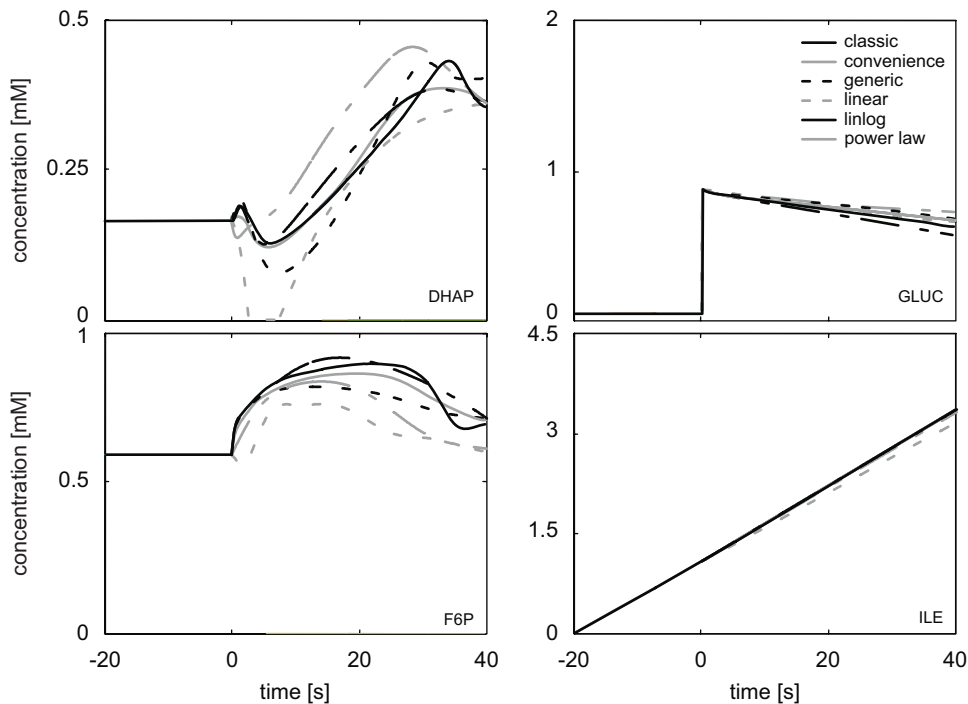 concentration [mM]
0.5
0.25
0
DHAP
2
1
0
classic
convenience
generic
linear
linlog
power law
GLUC
concentration [mM]
1
0.5
0
F6P
-20
0
20
40
time [s]
4.5
3
1.5
0
ILE
-20
0
20
40
time [s]